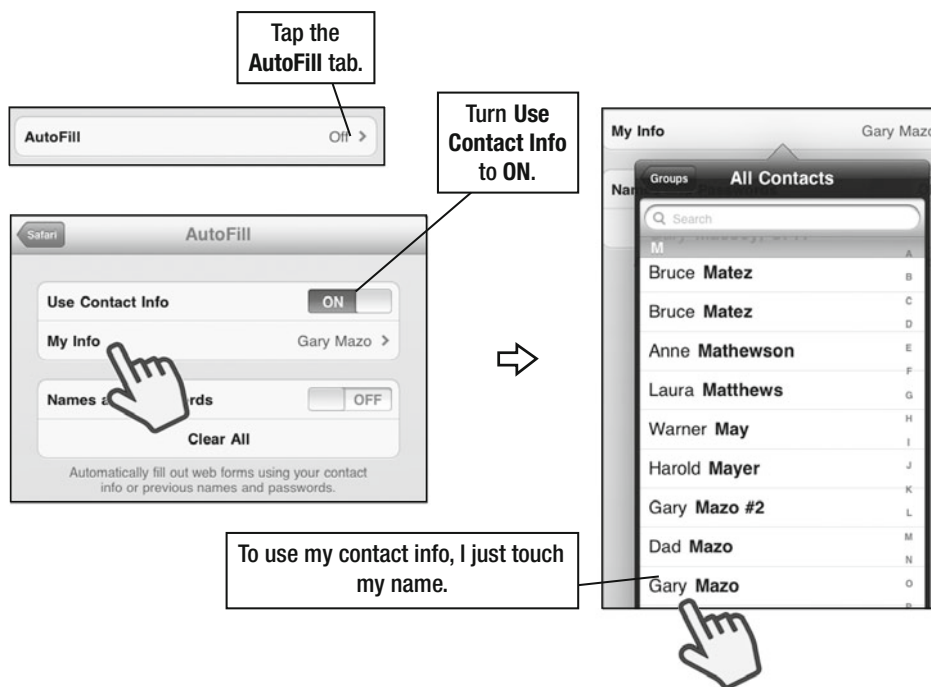 Tap the
AutoFill tab.
AutoFill Off >
Turn Use
Contact Info
to ON.
Safari AutoFill
Use Contact Info ON
My Info Gary Mazo >
Names a rds OFF
Clear All
Automatically fill out web forms using your contact
info or previous names and passwords.
My Info Gary Mazo
Groups All Contacts
Search
M
Bruce Matez
Bruce Matez
Anne Mathewson
Laura Matthews
Warner May
Harold Mayer
Gary Mazo #2
Dad Mazo
Gary Mazo
A
B
C
D
E
F
G
H
I
J
K
L
M
N
O
To use my contact info, I just touch
my name.